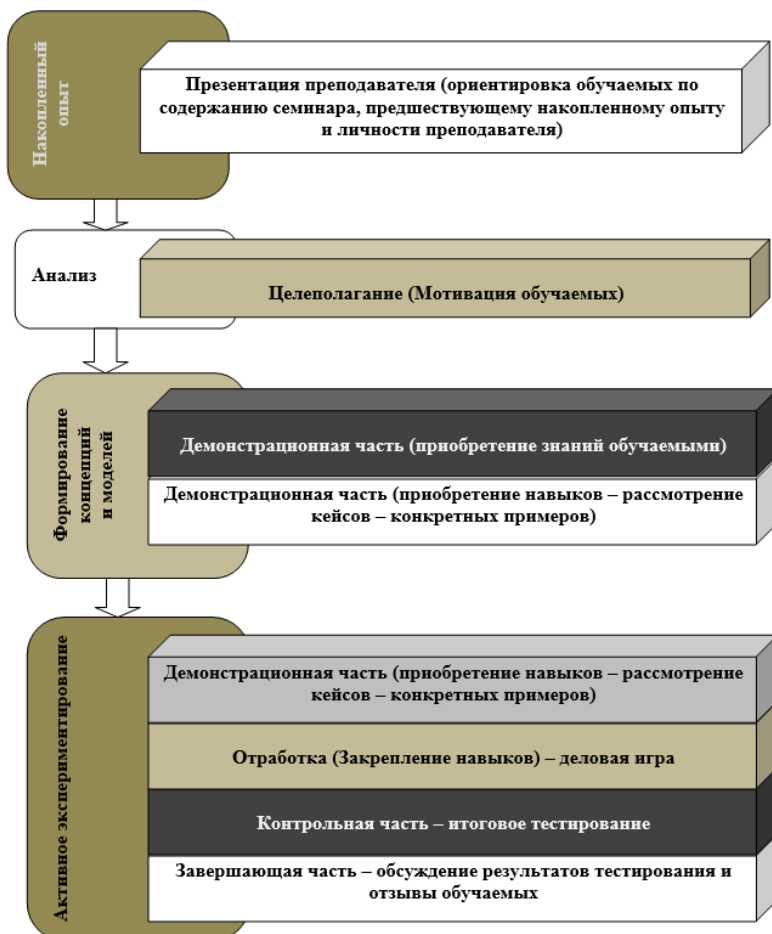 Накопленный
опыт
Презентация преподавателя (ориентировка обучаемых по
содержанию семинара, предшествующему накопленному опыту
и личности преподавателя)
Анализ
Целеполагание (Мотивация обучаемых)
Формирование
концепций
и моделей
Демонстрационная часть (приобретение знаний обучаемыми)
Демонстрационная часть (приобретение навыков – рассмотрение
кейсов – конкретных примеров)
Активное экспериментирование
Демонстрационная часть (приобретение навыков – рассмотрение
кейсов – конкретных примеров)
Отработка (Закрепление навыков) – деловая игра
Контрольная часть – итоговое тестирование
Завершающая часть – обсуждение результатов тестирования и
отзывы обучаемых